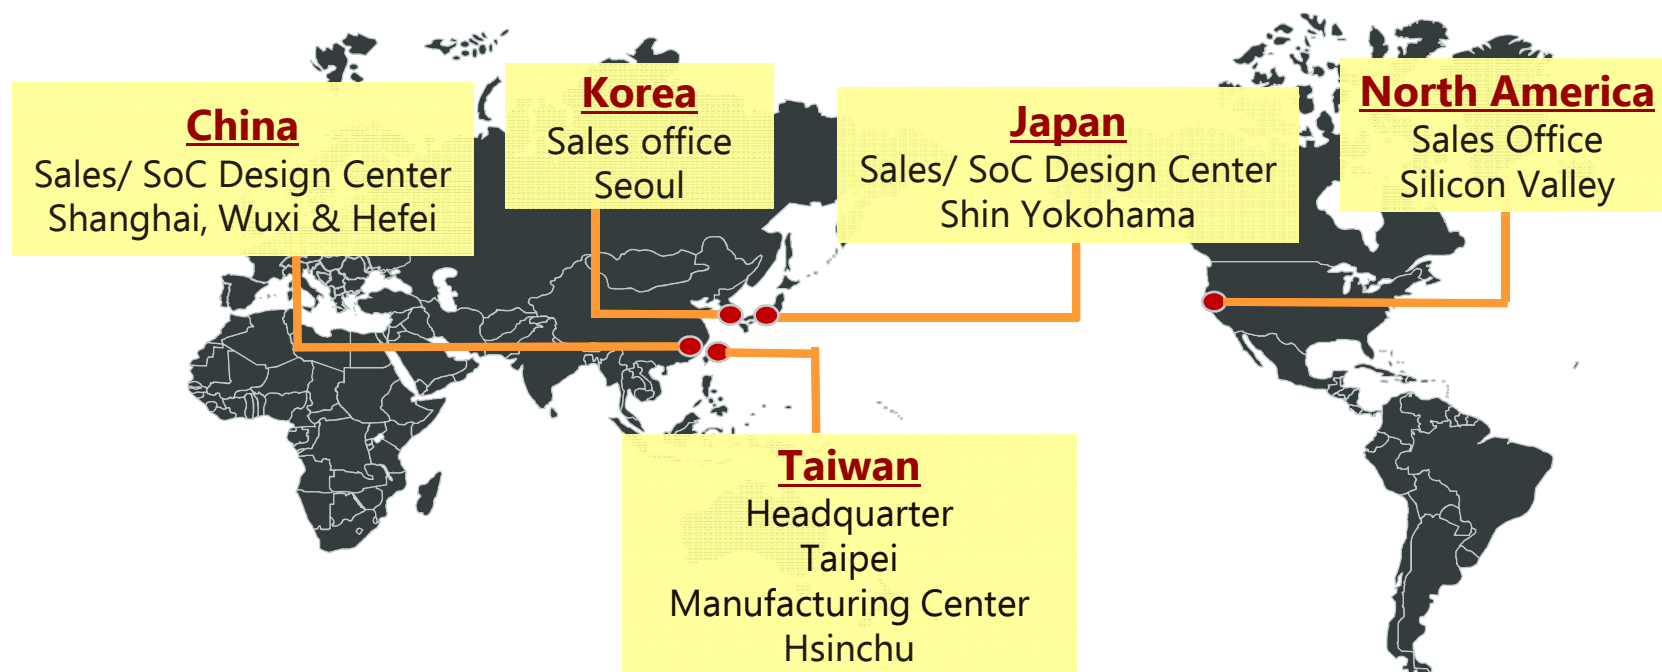 China
Sales/ SoC Design Center
Shanghai, Wuxi & Hefei
Korea
Sales office
Seoul
Japan
Sales/ SoC Design Center
Shin Yokohama
North America
Sales Office
Silicon Valley
Taiwan
Headquarter
Taipei
Manufacturing Center
Hsinchu